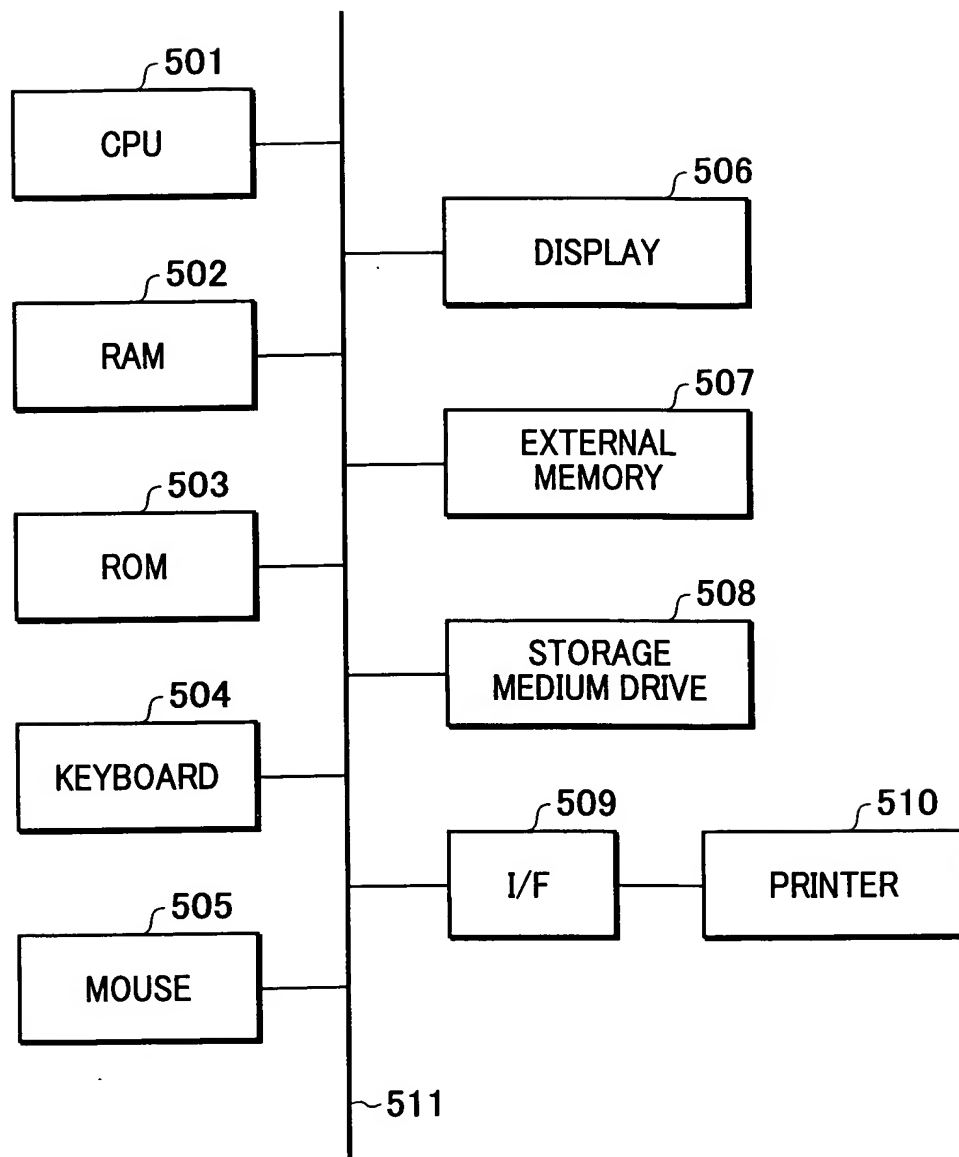 501
CPU
502
RAM
503
ROM
504
KEYBOARD
505
MOUSE
506
DISPLAY
507
EXTERNAL
MEMORY
508
STORAGE
MEDIUM DRIVE
509
I/F
510
PRINTER
511